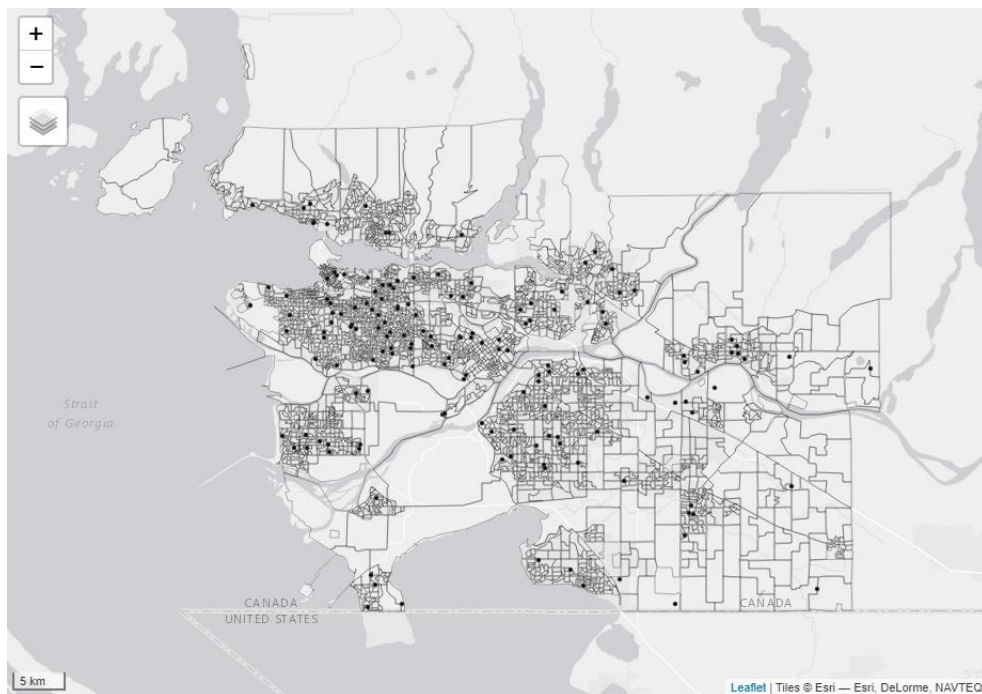 +
−
Strait
of Georgia
CANADA
UNITED STATES
CANADA
5 km
Leaflet | Tiles © Esri — Esri, DeLorme, NAVTEQ